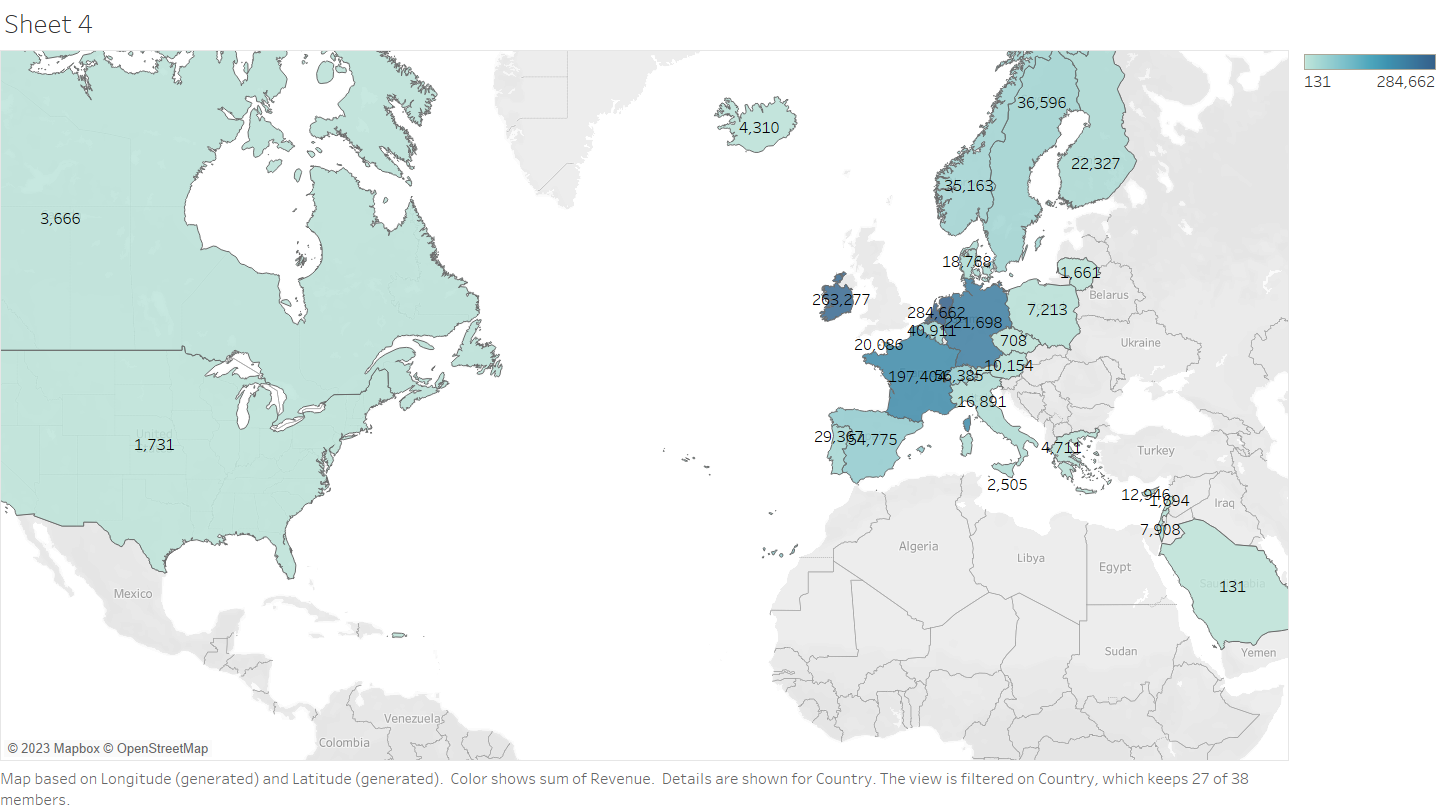 Sheet 4
131 284,662
36,596
4,310
22,327
35,163
3,666
18,768
1,661
Belarus
263,277
284,662
7,213
221,698
40,911
708
Ukraine
20,086
10,154
197,404
56,385
16,891
29,367
54,775
1,731
4,711
Turkey
2,505
12,946
1,694
Iraq
7,908
Algeria
Libya
Egypt
131
Mexico
Sudan
Yemen
Venezuela
Colombia
© 2023 Mapbox © OpenStreetMap
Map based on Longitude (generated) and Latitude (generated).  Color shows sum of Revenue.  Details are shown for Country. The view is filtered on Country, which keeps 27 of 38
members.